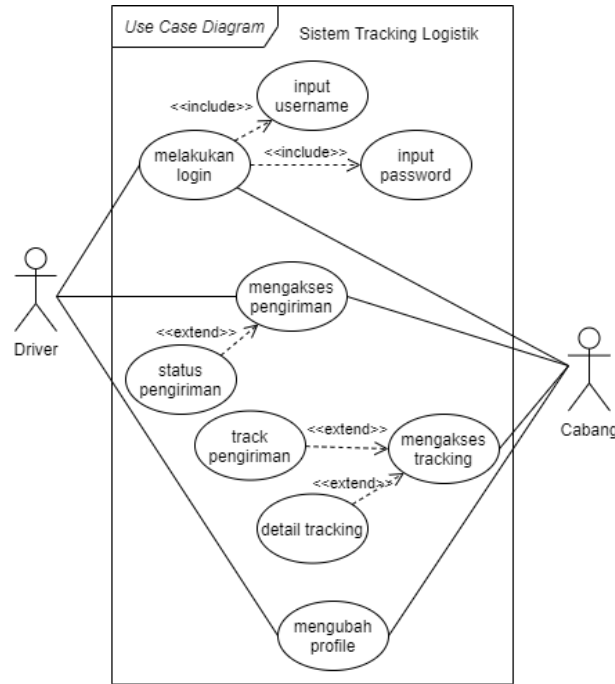 Use Case Diagram
Sistem Tracking Logistik
input
username
<<include>>
melakukan
login
<<include>>
input
password
mengakses
pengiriman
Driver
<<extend>>
status
pengiriman
Cabang
track
pengiriman
<<extend>>
mengakses
tracking
<<extend>>
detail tracking
mengubah
profile